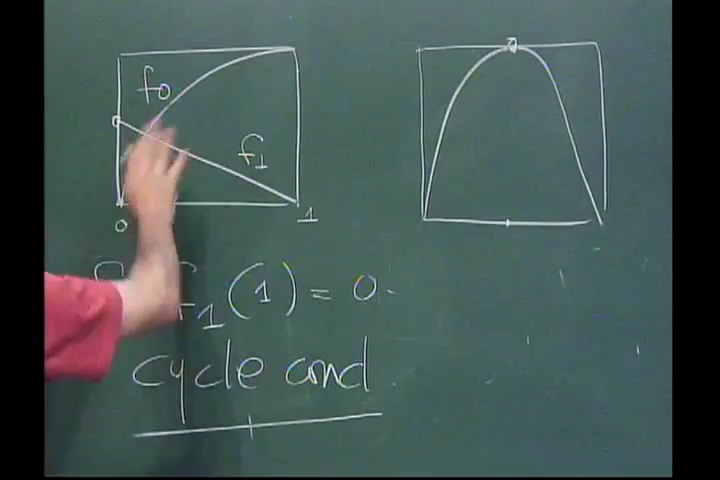 f0
f1
0 1
f1(1) = 0.
cycle and